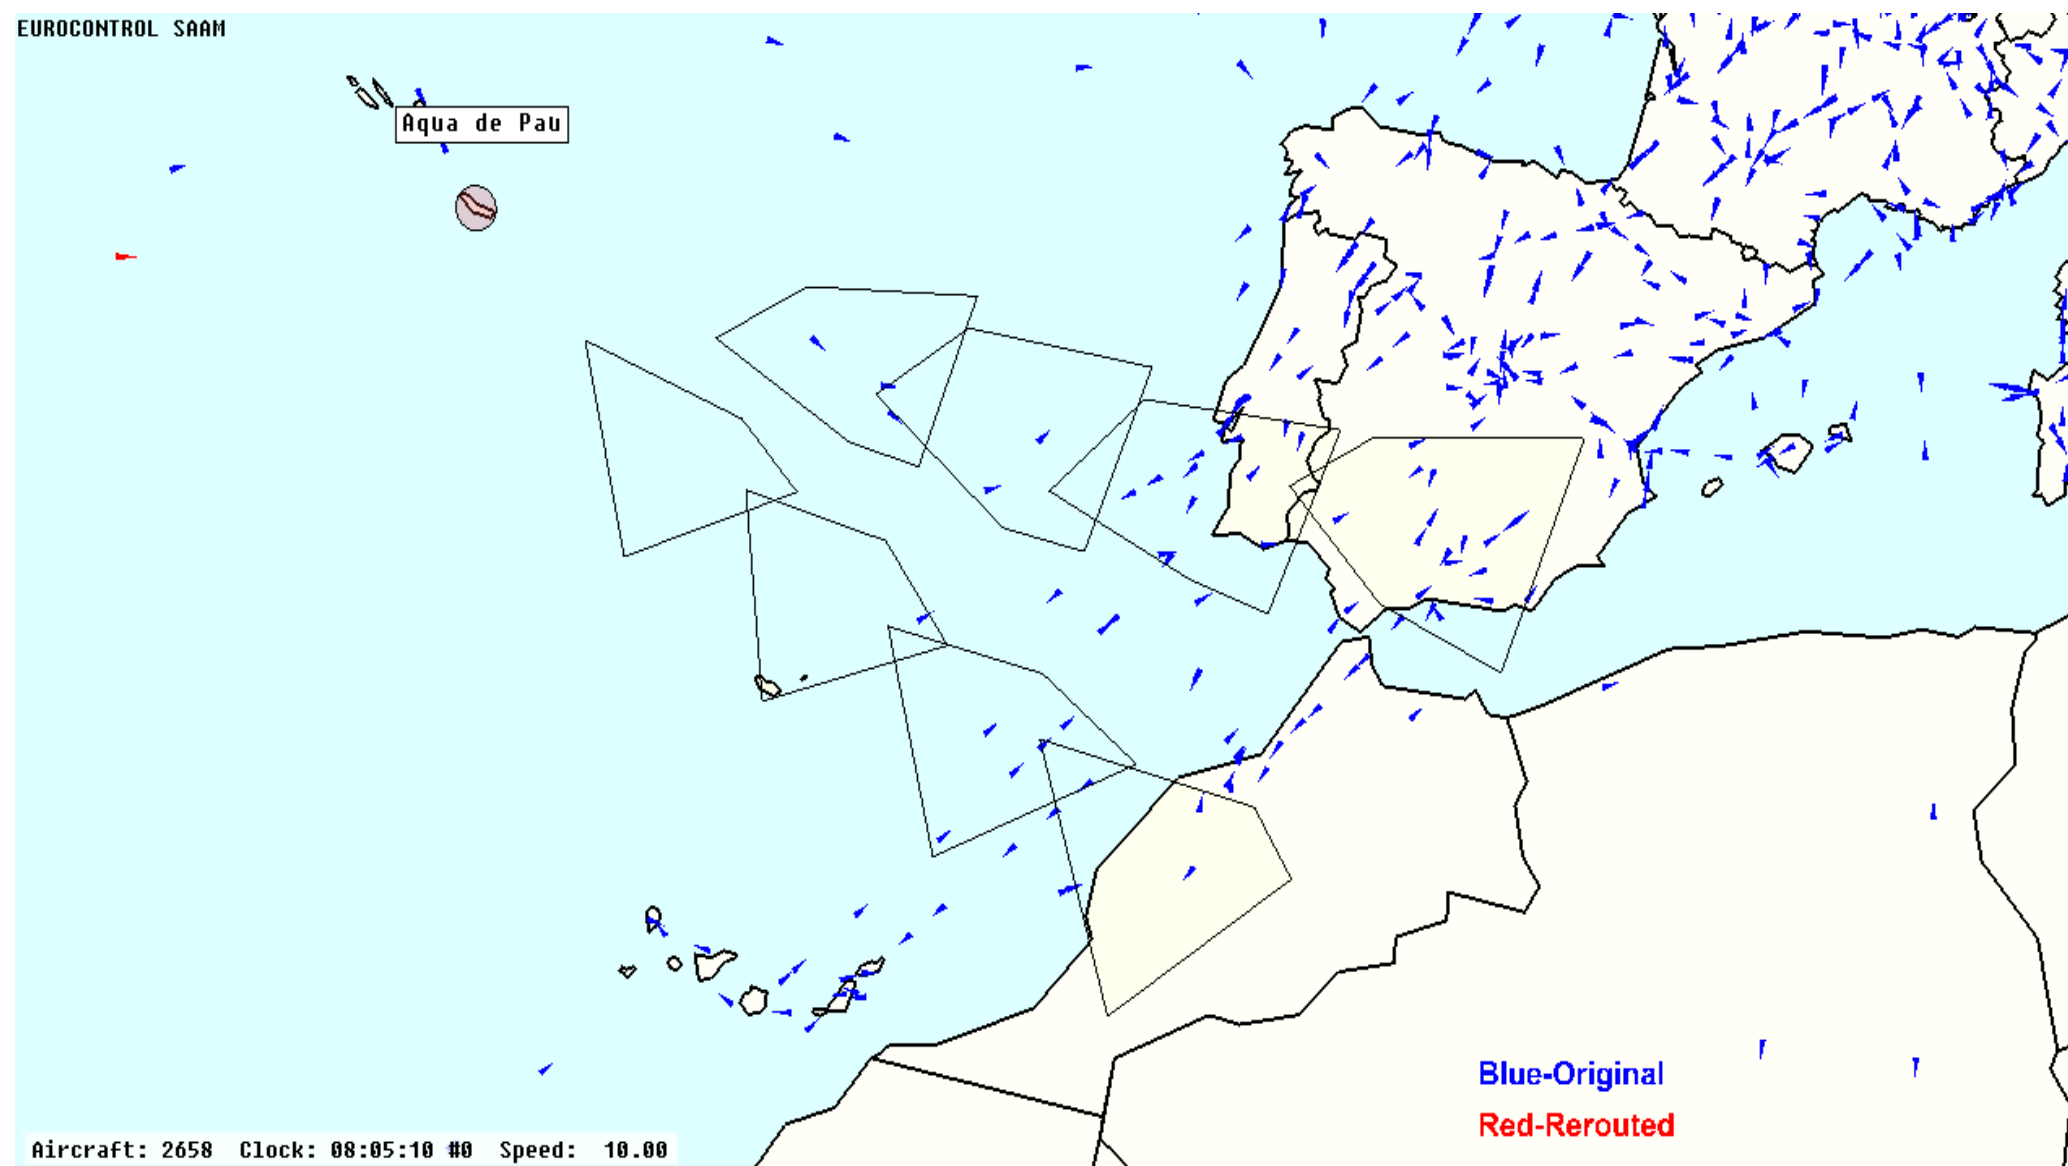 EUROCONTROL SAAM
Aqua de Pau
Blue-Original
Red-Rerouted
Aircraft: 2658 Clock: 08:05:10 #0 Speed: 10.00